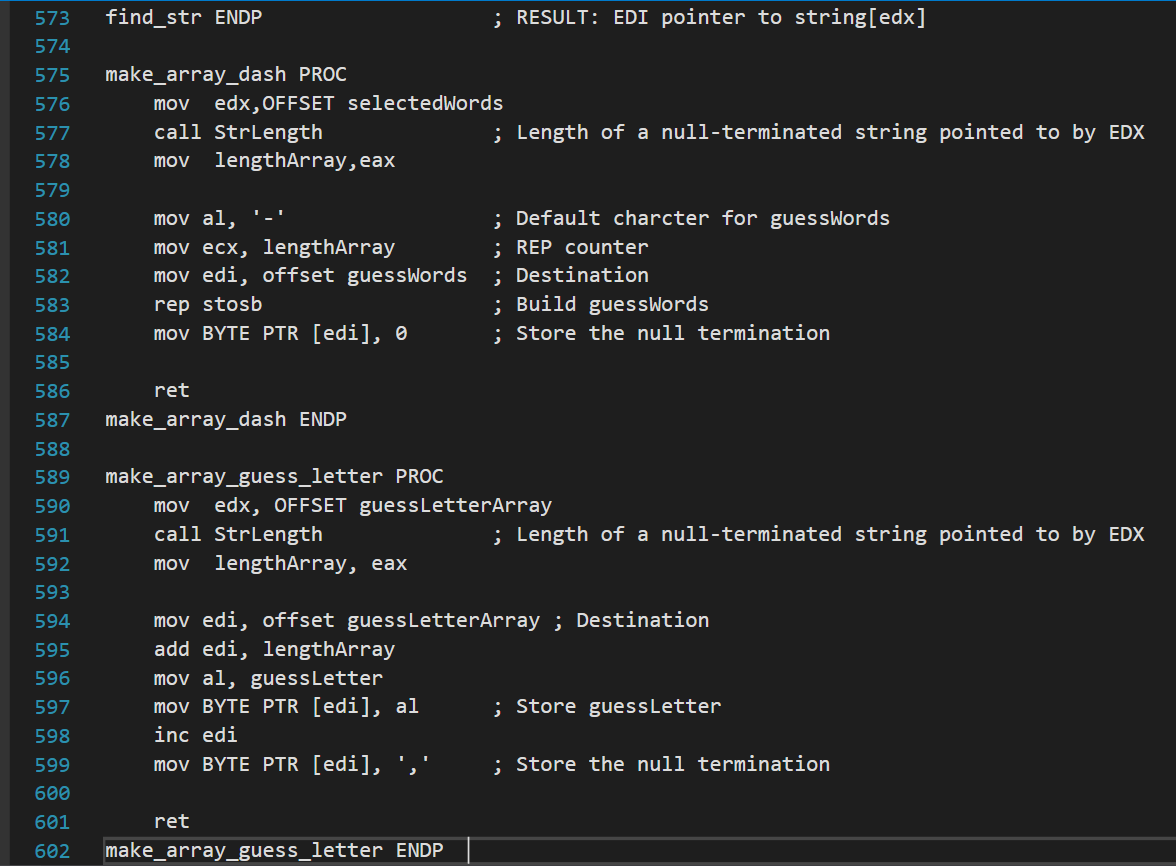 573 find_str ENDP                   ; RESULT: EDI pointer to string[edx]
574
575 make_array_dash PROC
576     mov  edx,OFFSET selectedWords
577     call StrLength              ; Length of a null-terminated string pointed to by EDX
578     mov  lengthArray,eax
579
580     mov al, '-'                 ; Default charcter for guessWords
581     mov ecx, lengthArray        ; REP counter
582     mov edi, offset guessWords  ; Destination
583     rep stosb                   ; Build guessWords
584     mov BYTE PTR [edi], 0       ; Store the null termination
585
586     ret
587 make_array_dash ENDP
588
589 make_array_guess_letter PROC
590     mov  edx, OFFSET guessLetterArray
591     call StrLength              ; Length of a null-terminated string pointed to by EDX
592     mov  lengthArray, eax
593
594     mov edi, offset guessLetterArray ; Destination
595     add edi, lengthArray
596     mov al, guessLetter
597     mov BYTE PTR [edi], al      ; Store guessLetter
598     inc edi
599     mov BYTE PTR [edi], ','     ; Store the null termination
600
601     ret
602 make_array_guess_letter ENDP